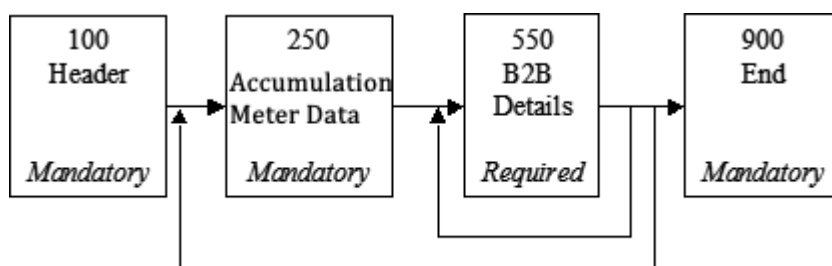 100
Header
Mandatory
250
Accumulation
Meter Data
Mandatory
550
B2B
Details
Required
900
End
Mandatory